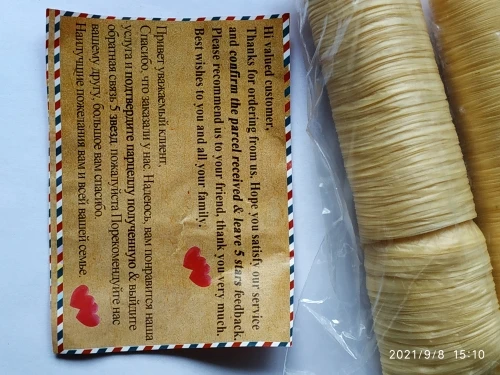 Hi valued customer,
Thanks for ordering from us. Hope you satisfy our service
and confirm the parcel received & leave 5 stars feedback.
Please recommend us to your friend, thank you very much.
Best wishes to you and all your family.
Привет уважаемый клиент,
Спасибо, что заказали у нас. Надеюсь, вам понравится наша
услуга и подтвердите парцеллу полученную & выйдите
обратная связь 5 звезд. пожалуйста Порекомендуйте нас
вашему другу, большое вам спасибо.
Наилучшие пожелания вам и всей вашей семье.
2021/9/8 15:10